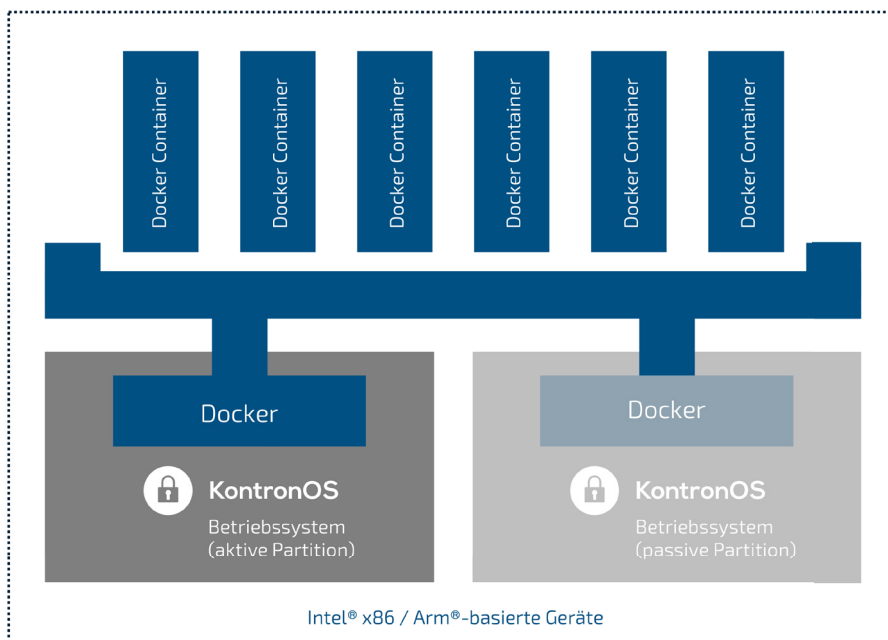 Docker Container
Docker Container
Docker Container
Docker Container
Docker Container
Docker Container
Docker
KontronOS
Betriebssystem
(aktive Partition)
Docker
KontronOS
Betriebssystem
(passive Partition)
Intel® x86 / Arm®-basierte Geräte